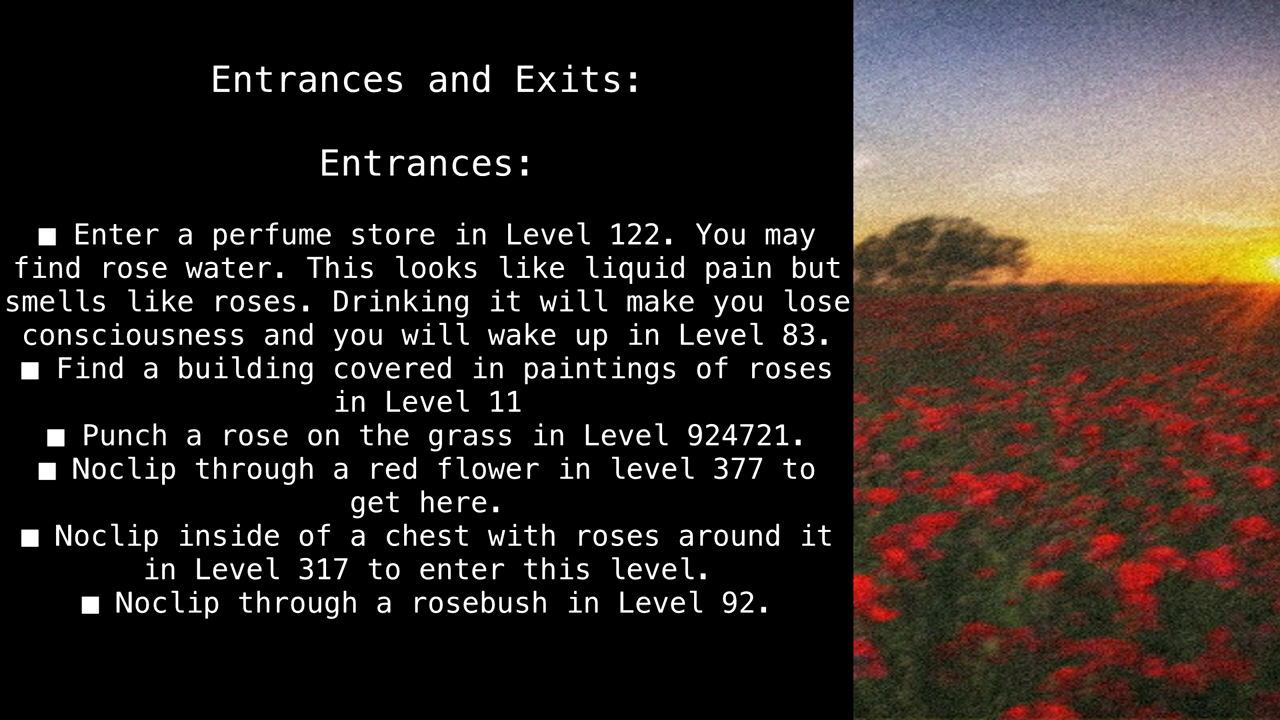 Entrances and Exits:
Entrances:
■ Enter a perfume store in Level 122. You may
find rose water. This looks like liquid pain but
smells like roses. Drinking it will make you lose
consciousness and you will wake up in Level 83.
■ Find a building covered in paintings of roses
in Level 11
■ Punch a rose on the grass in Level 924721.
■ Noclip through a red flower in level 377 to
get here.
■ Noclip inside of a chest with roses around it
in Level 317 to enter this level.
■ Noclip through a rosebush in Level 92.